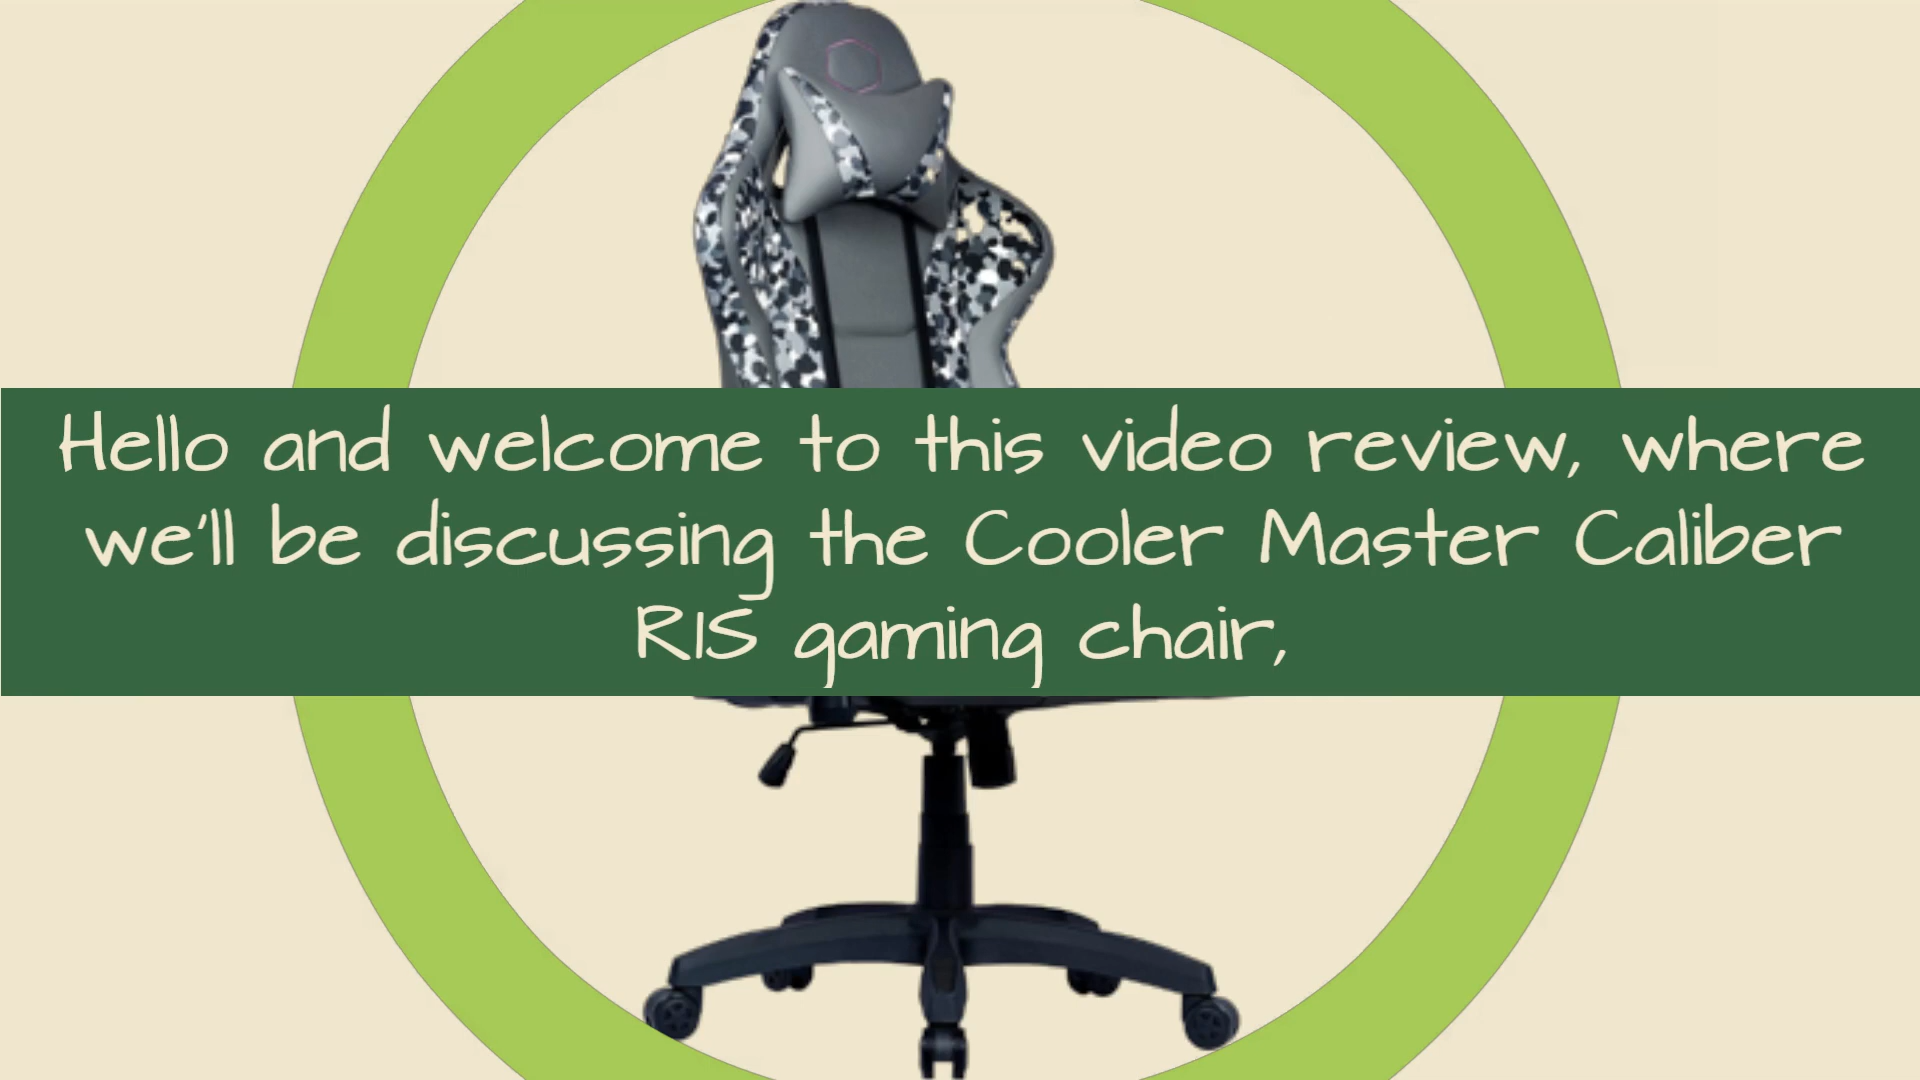 Hello and welcome to this video review, where
we'll be discussing the Cooler Master Caliber
R1S gaming chair,